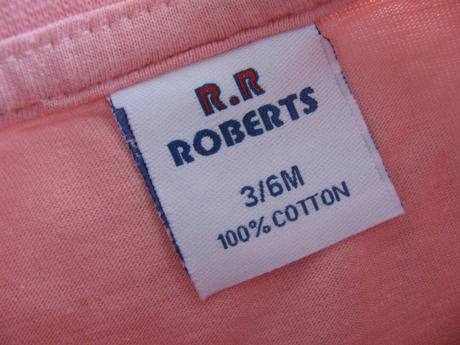 R.R
ROBERTS
3/6M
100% COTTON